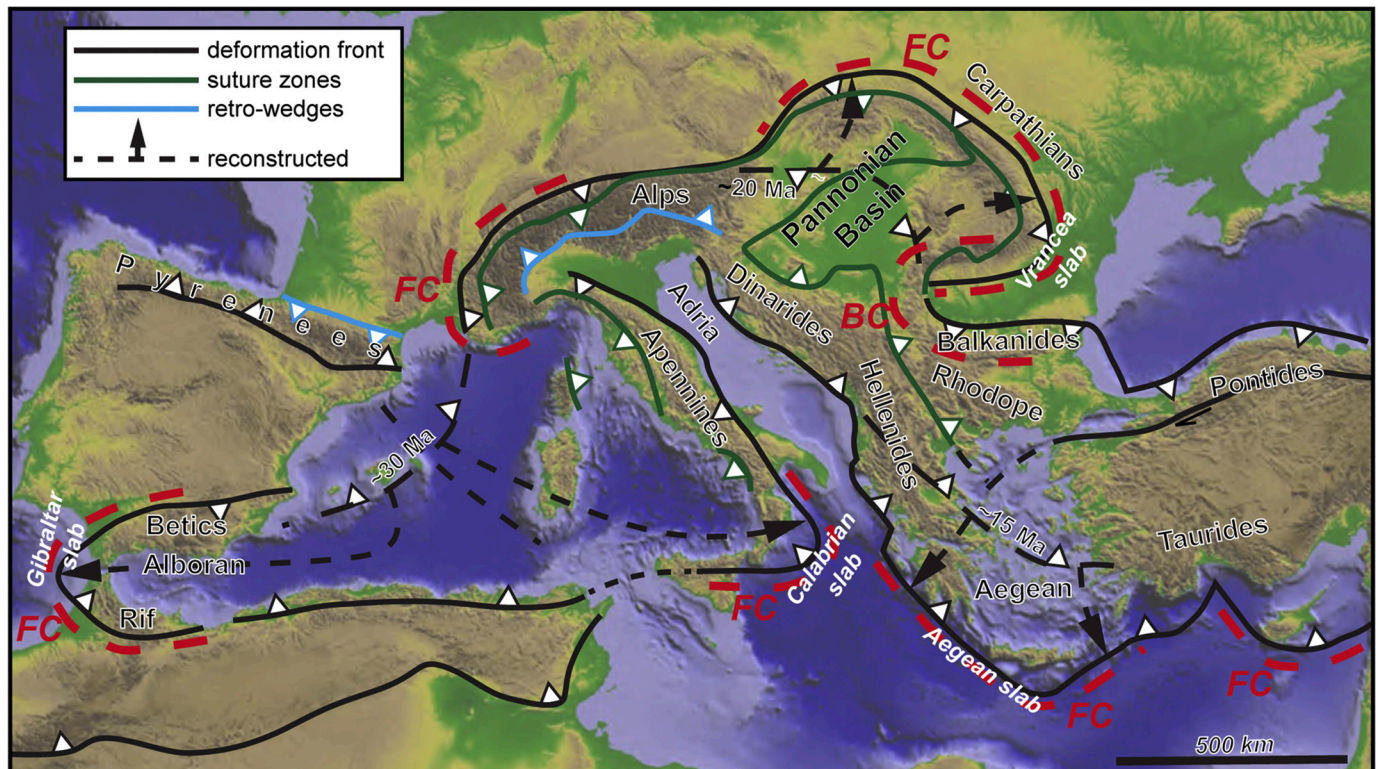 deformation front
suture zones
retro-wedges
reconstructed
FC
Carpathians
~20 Ma
≈
Alps
Pannonian
Basin
Vrancea
slab
Pyrenees
FC
Adria
Dinarides
BC
Balkanides
Apennines
Helllenides
Rhodope
Pontides
~30 Ma
Gibraltar
slab
Betics
Alboran
Rif
FC
FC
Calabrian
slab
~15 Ma
Taurides
Aegean
Aegean slab
FC
FC
500 km